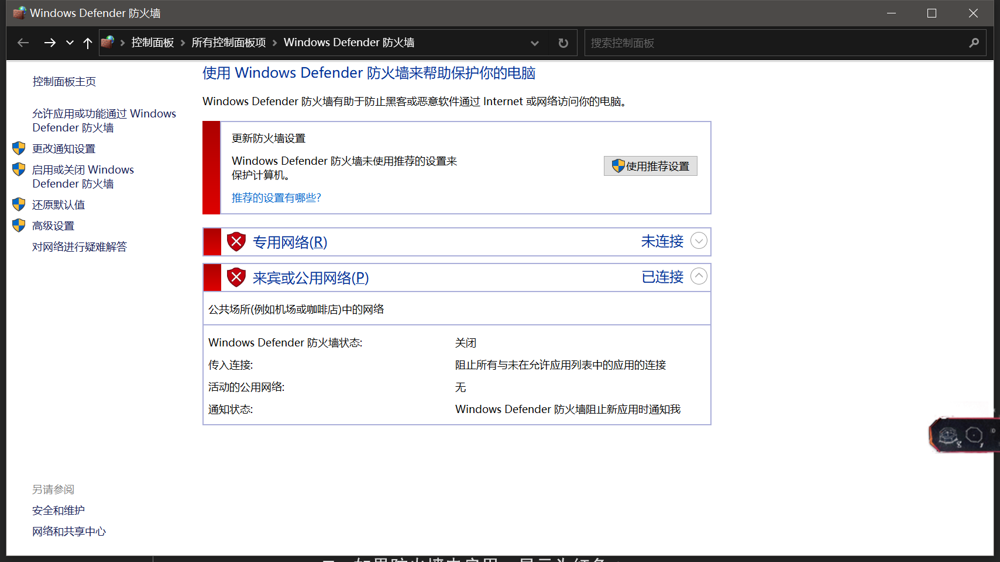 Windows Defender 防火墙
控制面板 > 所有控制面板项 > Windows Defender 防火墙
搜索控制面板
控制面板主页
允许应用或功能通过 Windows
Defender 防火墙
更改通知设置
启用或关闭 Windows
Defender 防火墙
还原默认值
高级设置
对网络进行疑难解答
使用 Windows Defender 防火墙来帮助保护你的电脑
Windows Defender 防火墙有助于防止黑客或恶意软件通过 Internet 或网络访问你的电脑。
更新防火墙设置
Windows Defender 防火墙未使用推荐的设置来
保护计算机。
使用推荐设置
推荐的设置有哪些?
专用网络(R) 未连接
来宾或公用网络(P) 已连接
公共场所(例如机场或咖啡店)中的网络
Windows Defender 防火墙状态: 关闭
传入连接: 阻止所有与未在允许应用列表中的应用的连接
活动的公用网络: 无
通知状态: Windows Defender 防火墙阻止新应用时通知我
另请参阅
安全和维护
网络和共享中心